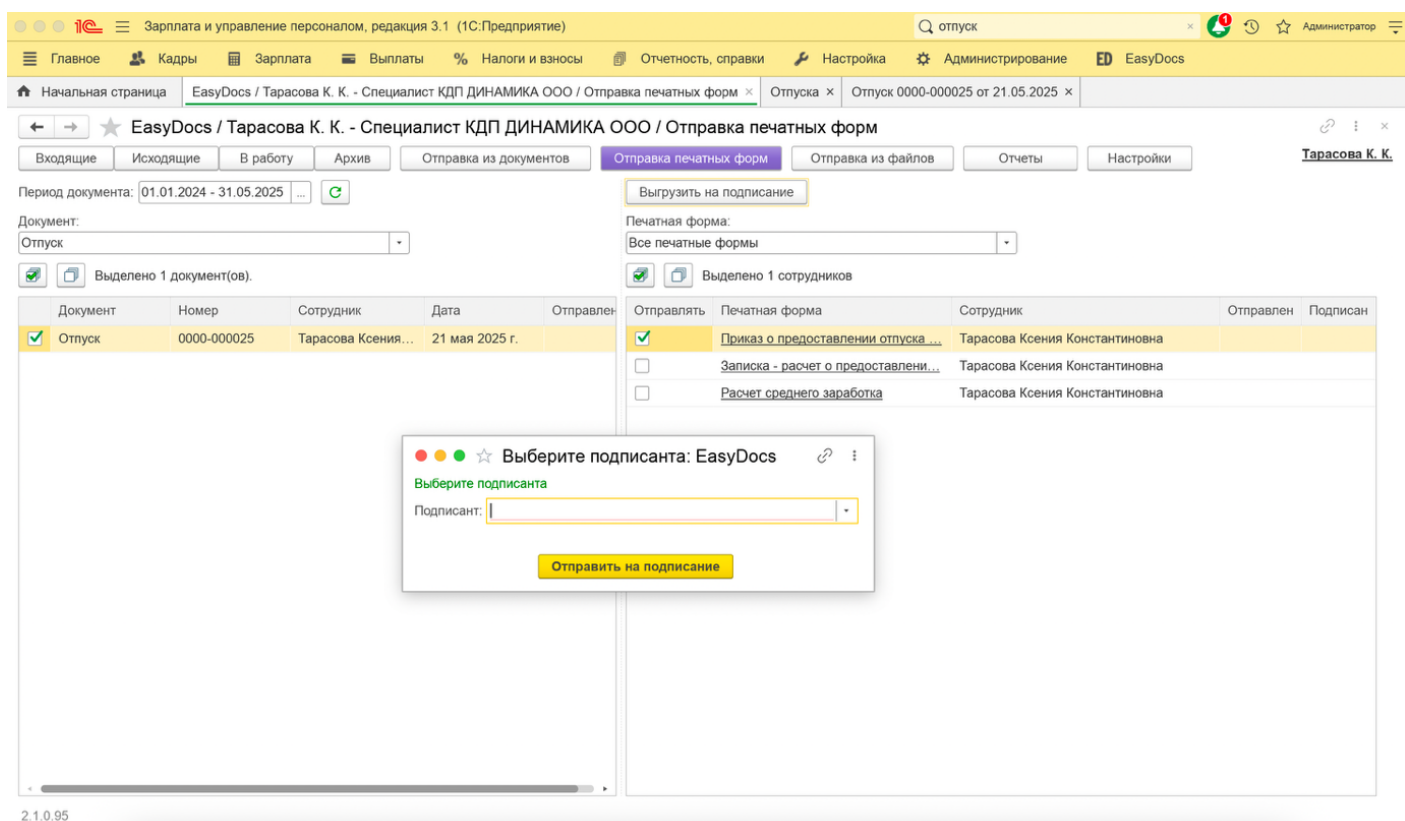 1С Зарплата и управление персоналом, редакция 3.1 (1С:Предприятие) отпуск × 1 Администратор
Главное Кадры Зарплата Выплаты % Налоги и взносы Отчетность, справки Настройка Администрирование ED EasyDocs
Начальная страница EasyDocs / Тарасова К. К. - Специалист КДП ДИНАМИКА ООО / Отправка печатных форм × Отпуска × Отпуск 0000-000025 от 21.05.2025 ×
EasyDocs / Тарасова К. К. - Специалист КДП ДИНАМИКА ООО / Отправка печатных форм
Входящие Исходящие В работу Архив Отправка из документов Отправка печатных форм Отправка из файлов Отчеты Настройки Тарасова К. К.
Период документа: 01.01.2024 - 31.05.2025 ... Выгрузить на подписание
Документ: Печатная форма:
Отпуск Все печатные формы
Выделено 1 документ(ов). Выделено 1 сотрудников
Документ Номер Сотрудник Дата Отправлен Отправлять Печатная форма Сотрудник Отправлен Подписан
Отпуск 0000-000025 Тарасова Ксения... 21 мая 2025 г. Приказ о предоставлении отпуска ... Тарасова Ксения Константиновна
Записка - расчет о предоставлени... Тарасова Ксения Константиновна
Расчет среднего заработка Тарасова Ксения Константиновна
Выберите подписанта: EasyDocs
Выберите подписанта
Подписант:
Отправить на подписание
2.1.0.95